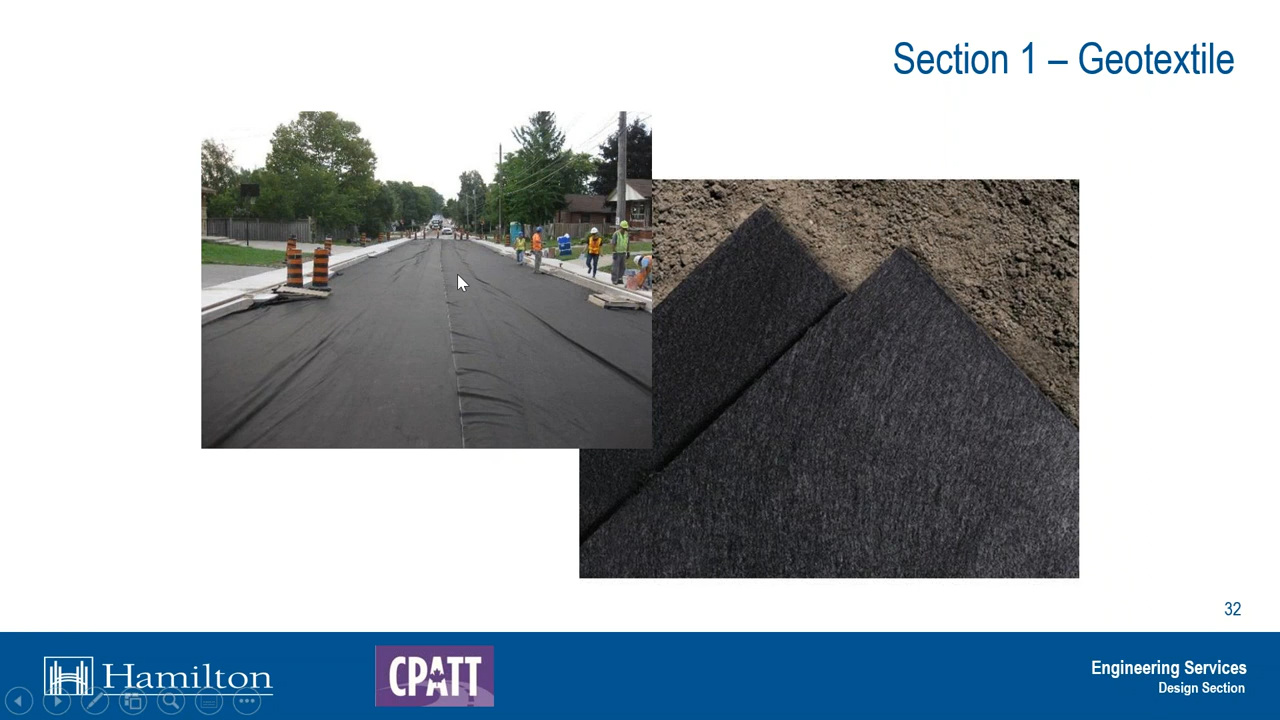 Section 1 – Geotextile
32
Hamilton
CPATT
Engineering Services
Design Section